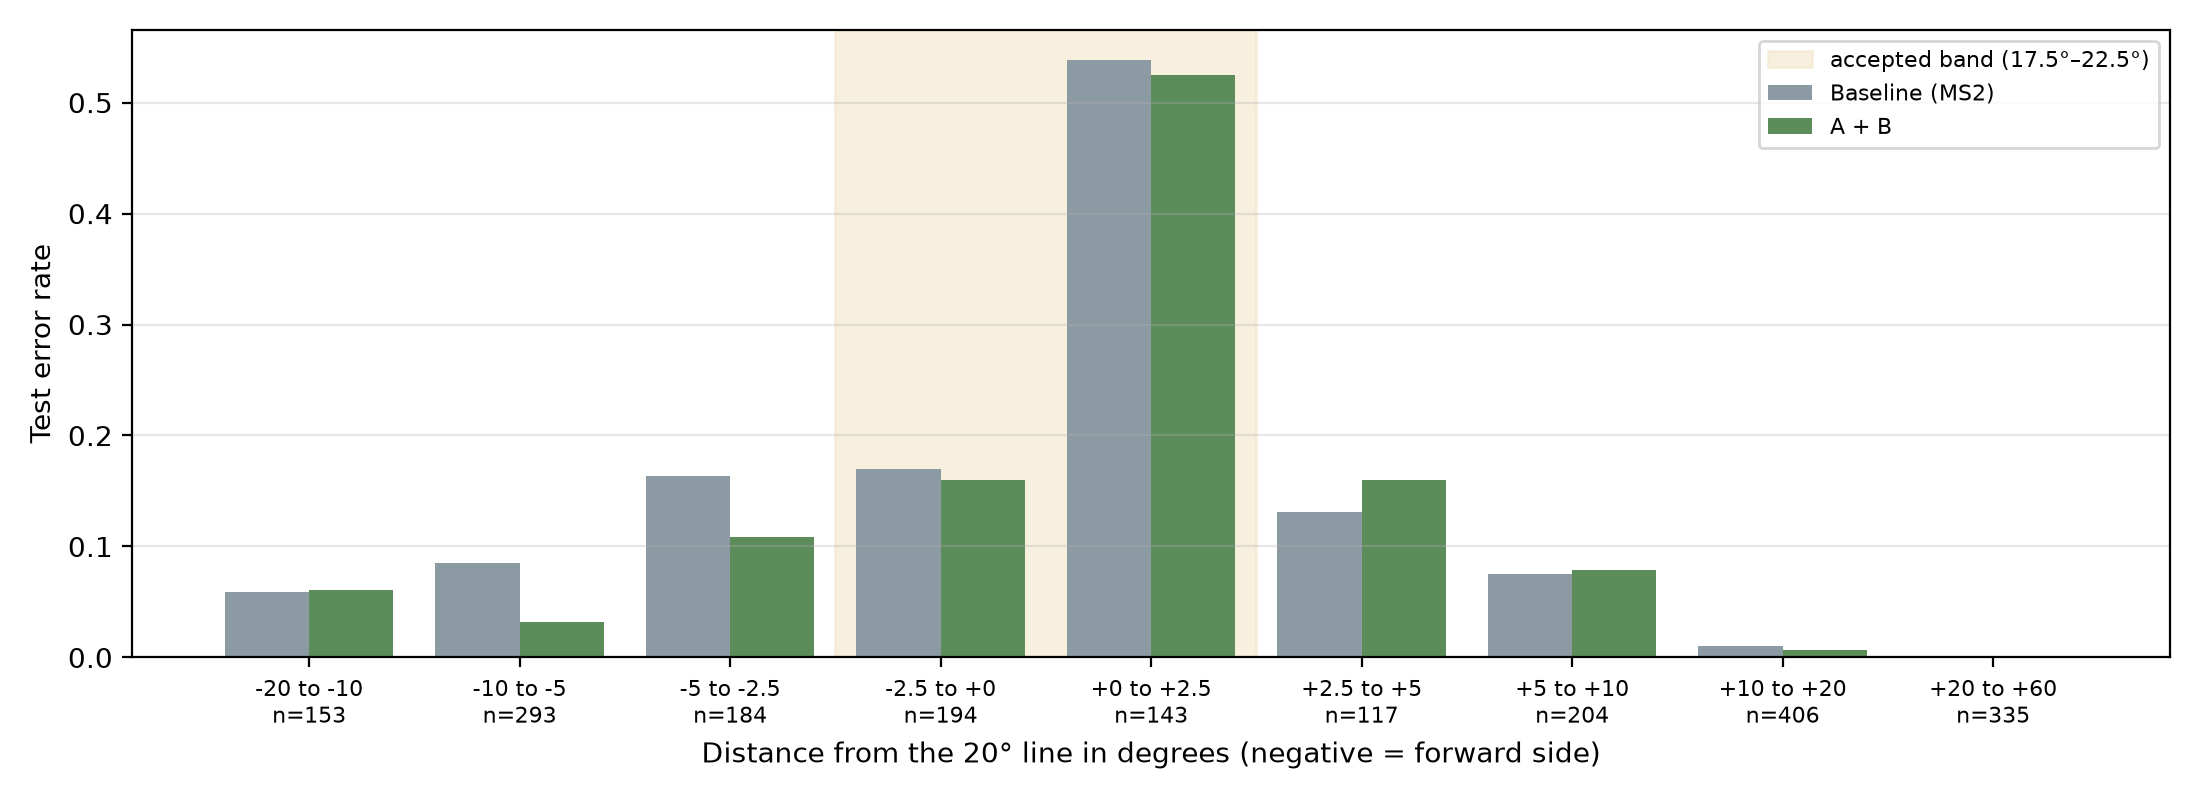 accepted band (17.5°–22.5°)
Baseline (MS2)
A + B
Test error rate
0.5
0.4
0.3
0.2
0.1
0.0
-20 to -10
n=153
-10 to -5
n=293
-5 to -2.5
n=184
-2.5 to +0
n=194
+0 to +2.5
n=143
+2.5 to +5
n=117
+5 to +10
n=204
+10 to +20
n=406
+20 to +60
n=335
Distance from the 20° line in degrees (negative = forward side)